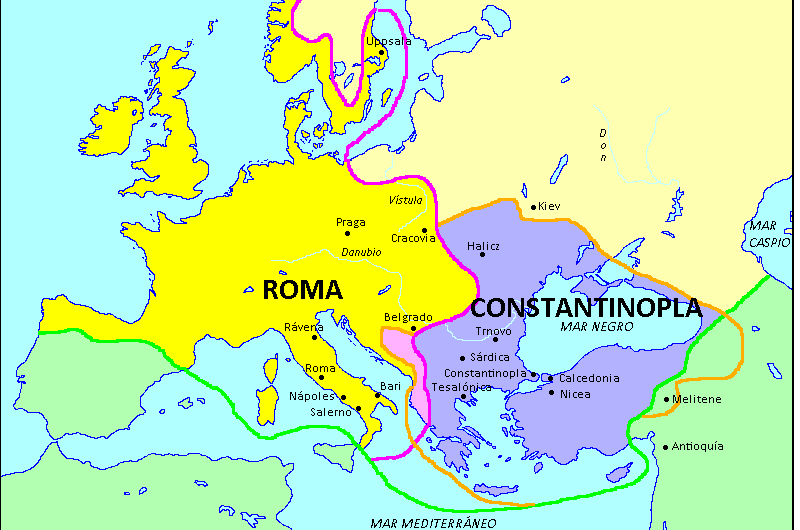 Uppsala
D
o
n
Vístula
Kiev
Praga
Cracovia
MAR
CASPIO
Halicz
Danubio
ROMA
CONSTANTINOPLA
Belgrado
Rávena
MAR NEGRO
Trnovo
Sárdica
Roma
Constantinopla
Calcedonia
Bari
Tesalónica
Nápoles
Nicea
Melitene
Salerno
Antioquía
MAR MEDITERRÁNEO